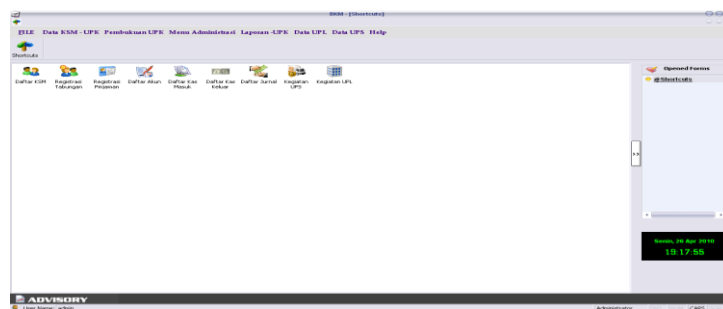 BKM - [Shortcuts]
FILE Data KSM - UPK Pembukuan UPK Menu Administrasi Laporan -UPK Data UPL Data UPS Help
Shortcuts
Daftar KSM Registrasi Tabungan Registrasi Pinjaman Daftar Akun Daftar Kas Masuk Daftar Kas Keluar Daftar Jurnal Kegiatan UPS Kegiatan UPL
Opened Forms
@Shortcuts
>>
Senin, 26 Apr 2010
19:17:55
ADVISORY
User Name: admin
Administrator
CAPS